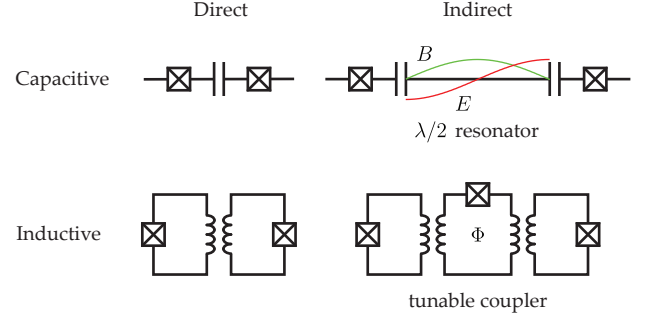 Direct
Indirect
Capacitive
B
E
λ/2 resonator
Inductive
Φ
tunable coupler